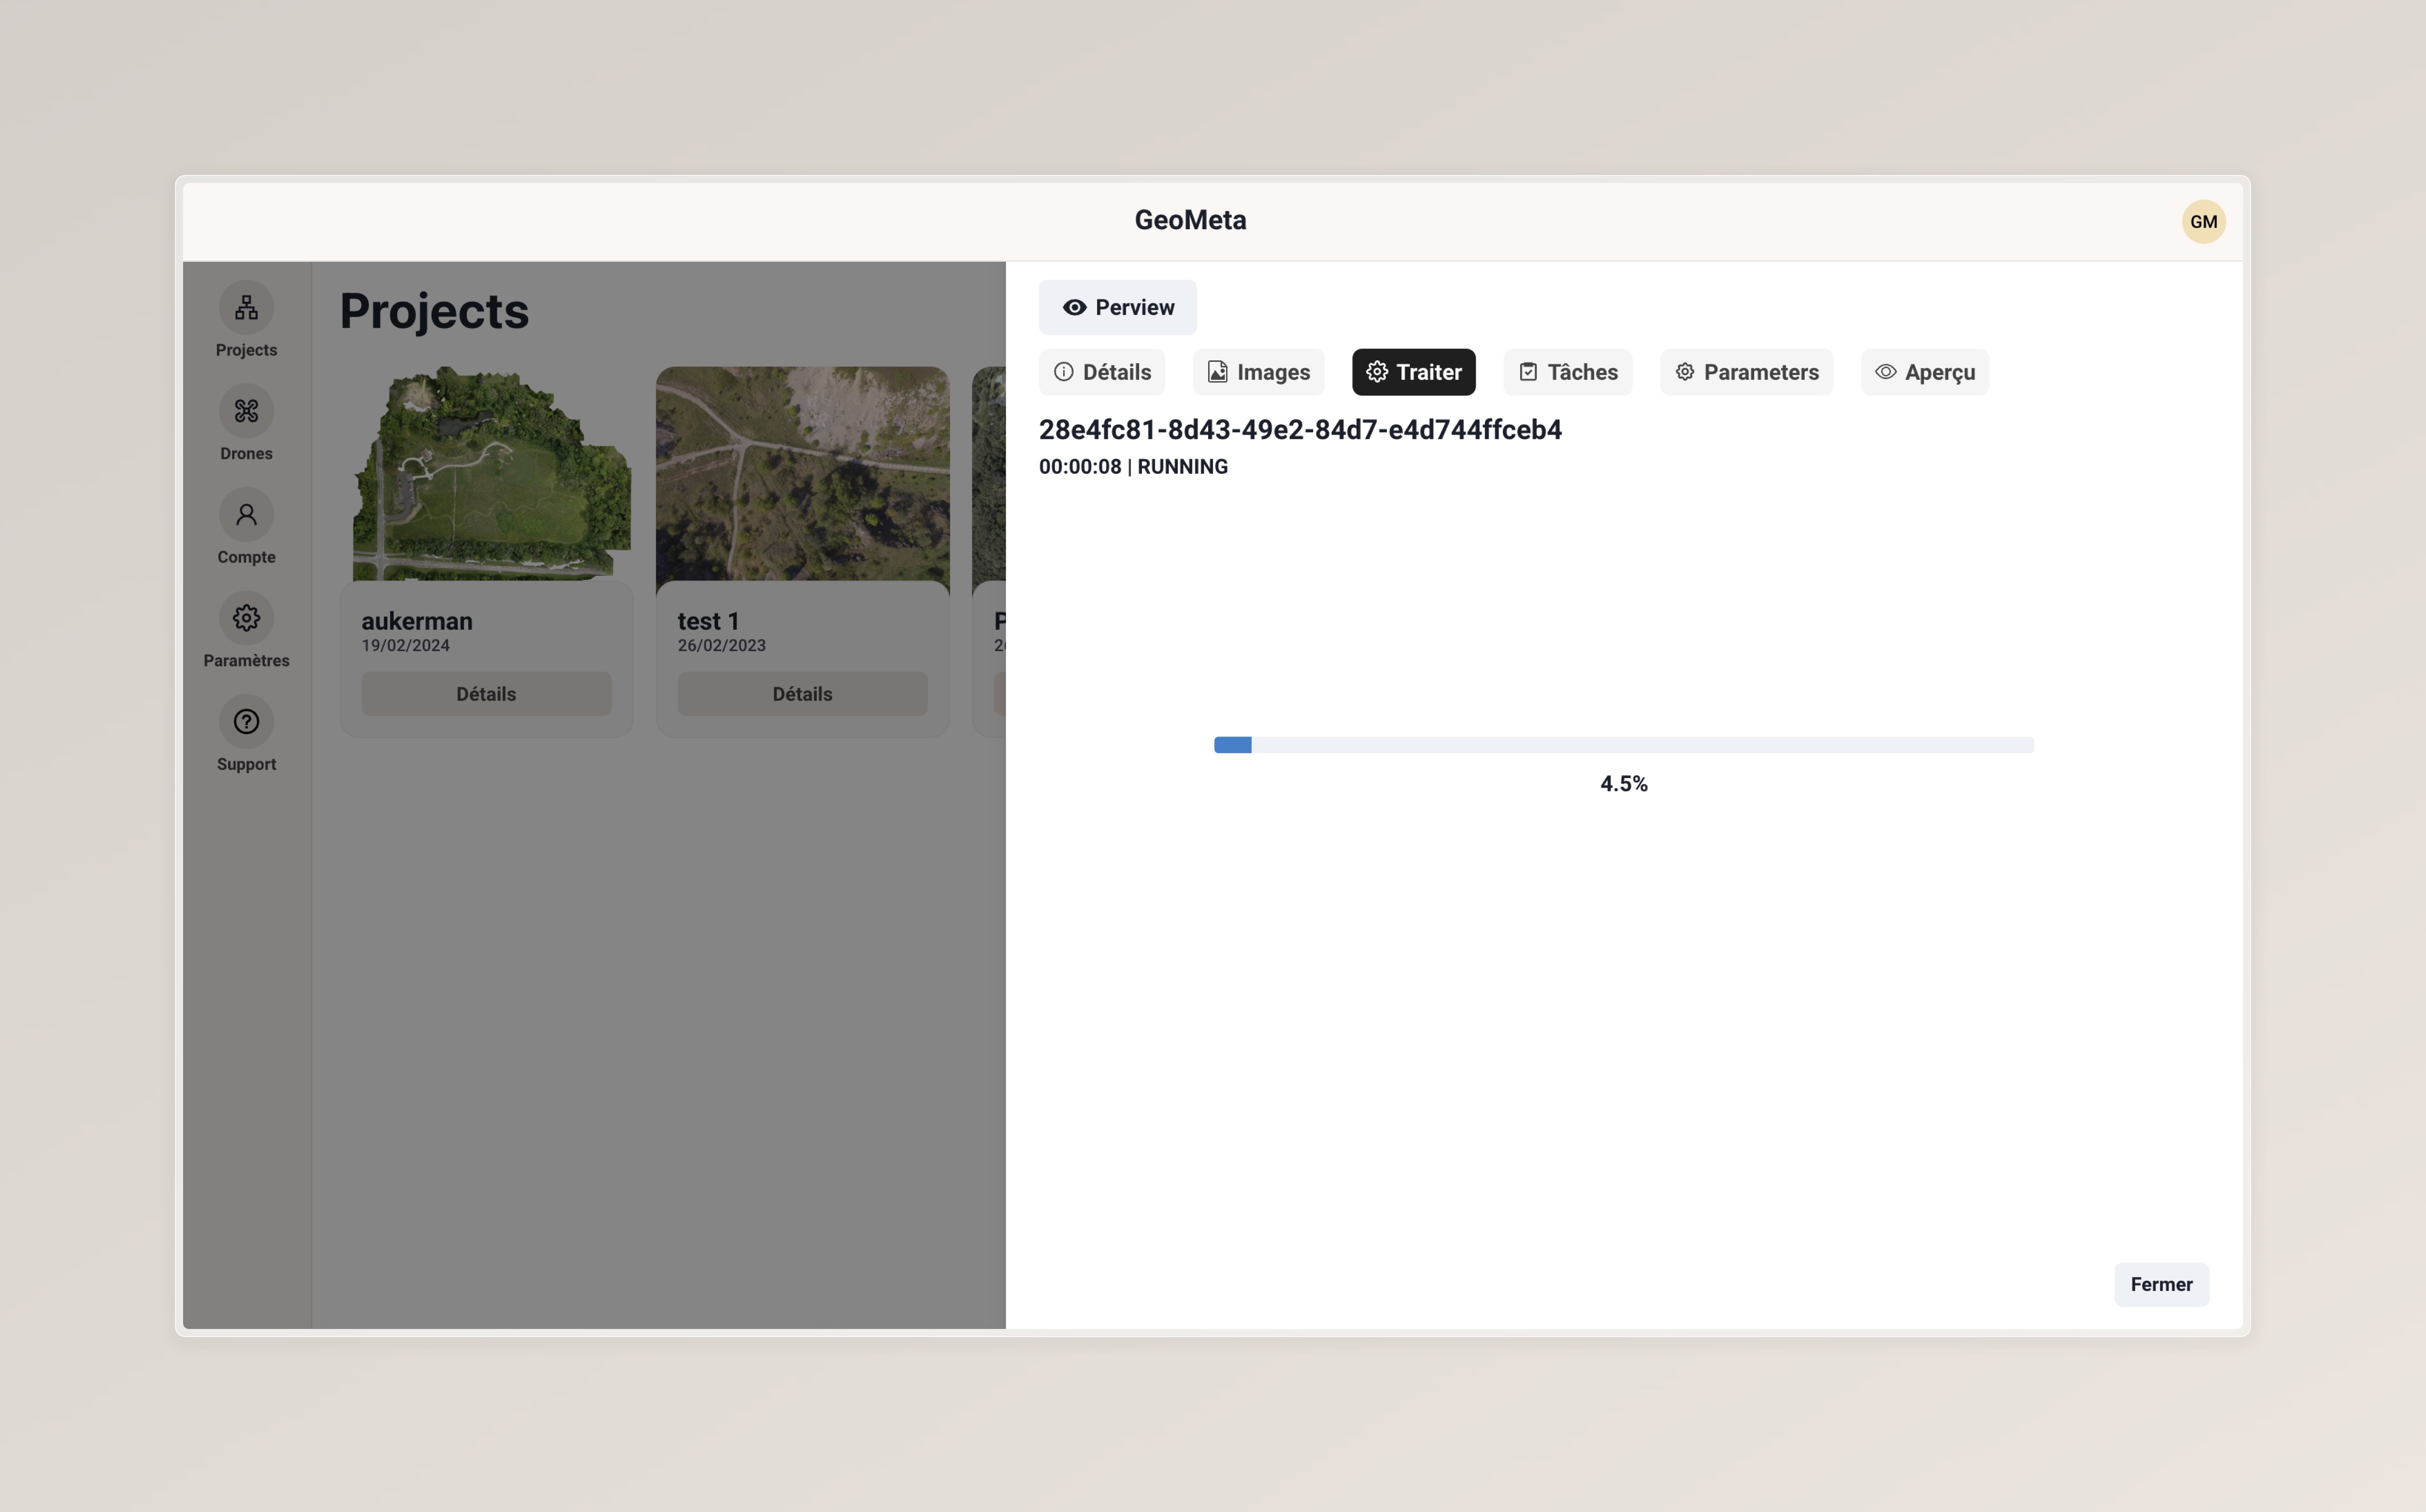 GeoMeta
GM
Projects
Drones
Compte
Paramètres
Support
Projects
aukerman
19/02/2024
Détails
test 1
26/02/2023
Détails
Perview
Détails
Images
Traiter
Tâches
Parameters
Aperçu
28e4fc81-8d43-49e2-84d7-e4d744ffceb4
00:00:08 | RUNNING
4.5%
Fermer